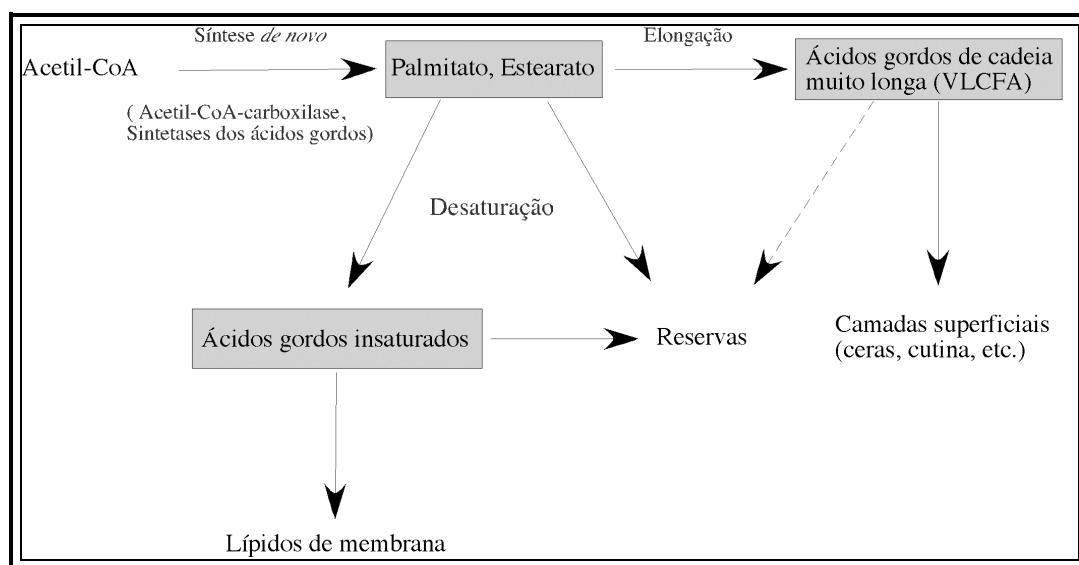 Síntese de novo
Elongação
Acetil-CoA
Palmitato, Estearato
Ácidos gordos de cadeia
muito longa (VLCFA)
( Acetil-CoA-carboxilase,
Sintetases dos ácidos gordos)
Desaturação
Ácidos gordos insaturados
Reservas
Camadas superficiais
(ceras, cutina, etc.)
Lípidos de membrana